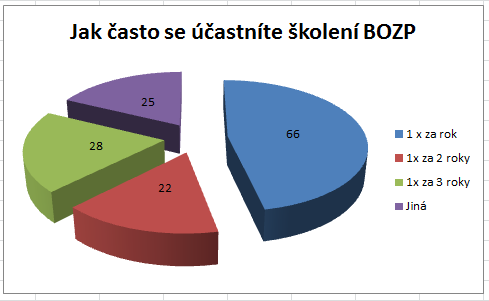 Jak často se účastníte školení BOZP
25
66
28
22
1 x za rok
1x za 2 roky
1x za 3 roky
Jiná